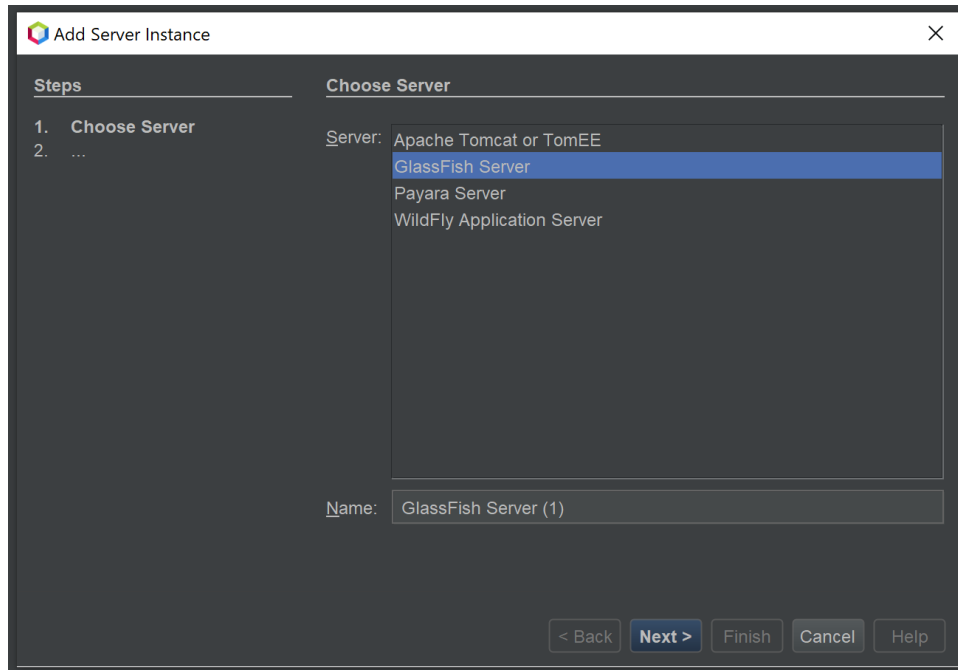 Add Server Instance
Steps
1. Choose Server
2. ...
Choose Server
Server:
Apache Tomcat or TomEE
GlassFish Server
Payara Server
WildFly Application Server
Name: GlassFish Server (1)
< Back Next > Finish Cancel Help